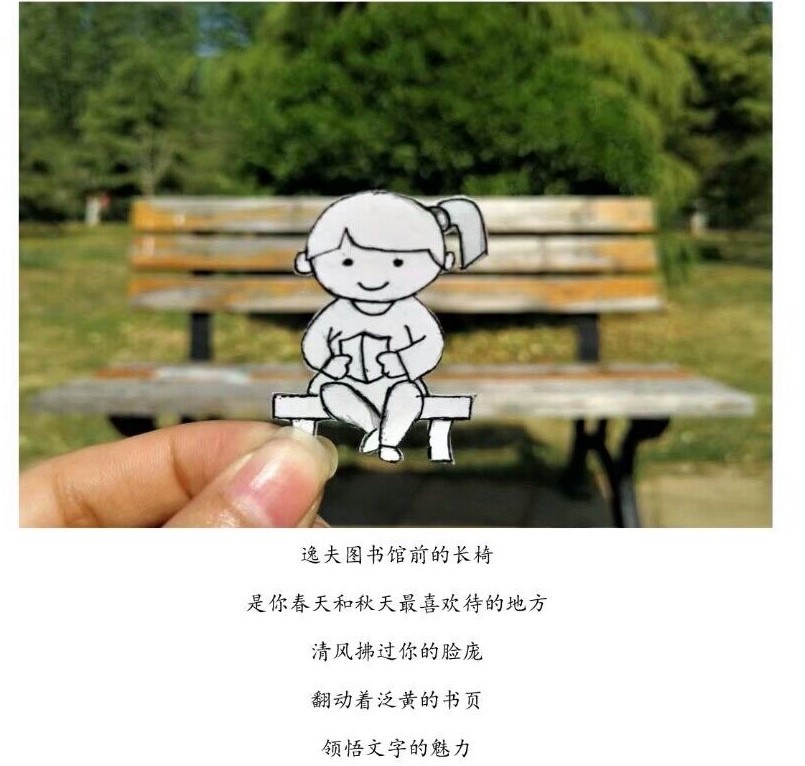 逸夫图书馆前的长椅
是你春天和秋天最喜欢待的地方
清风拂过你的脸庞
翻动着泛黄的书页
领悟文字的魅力